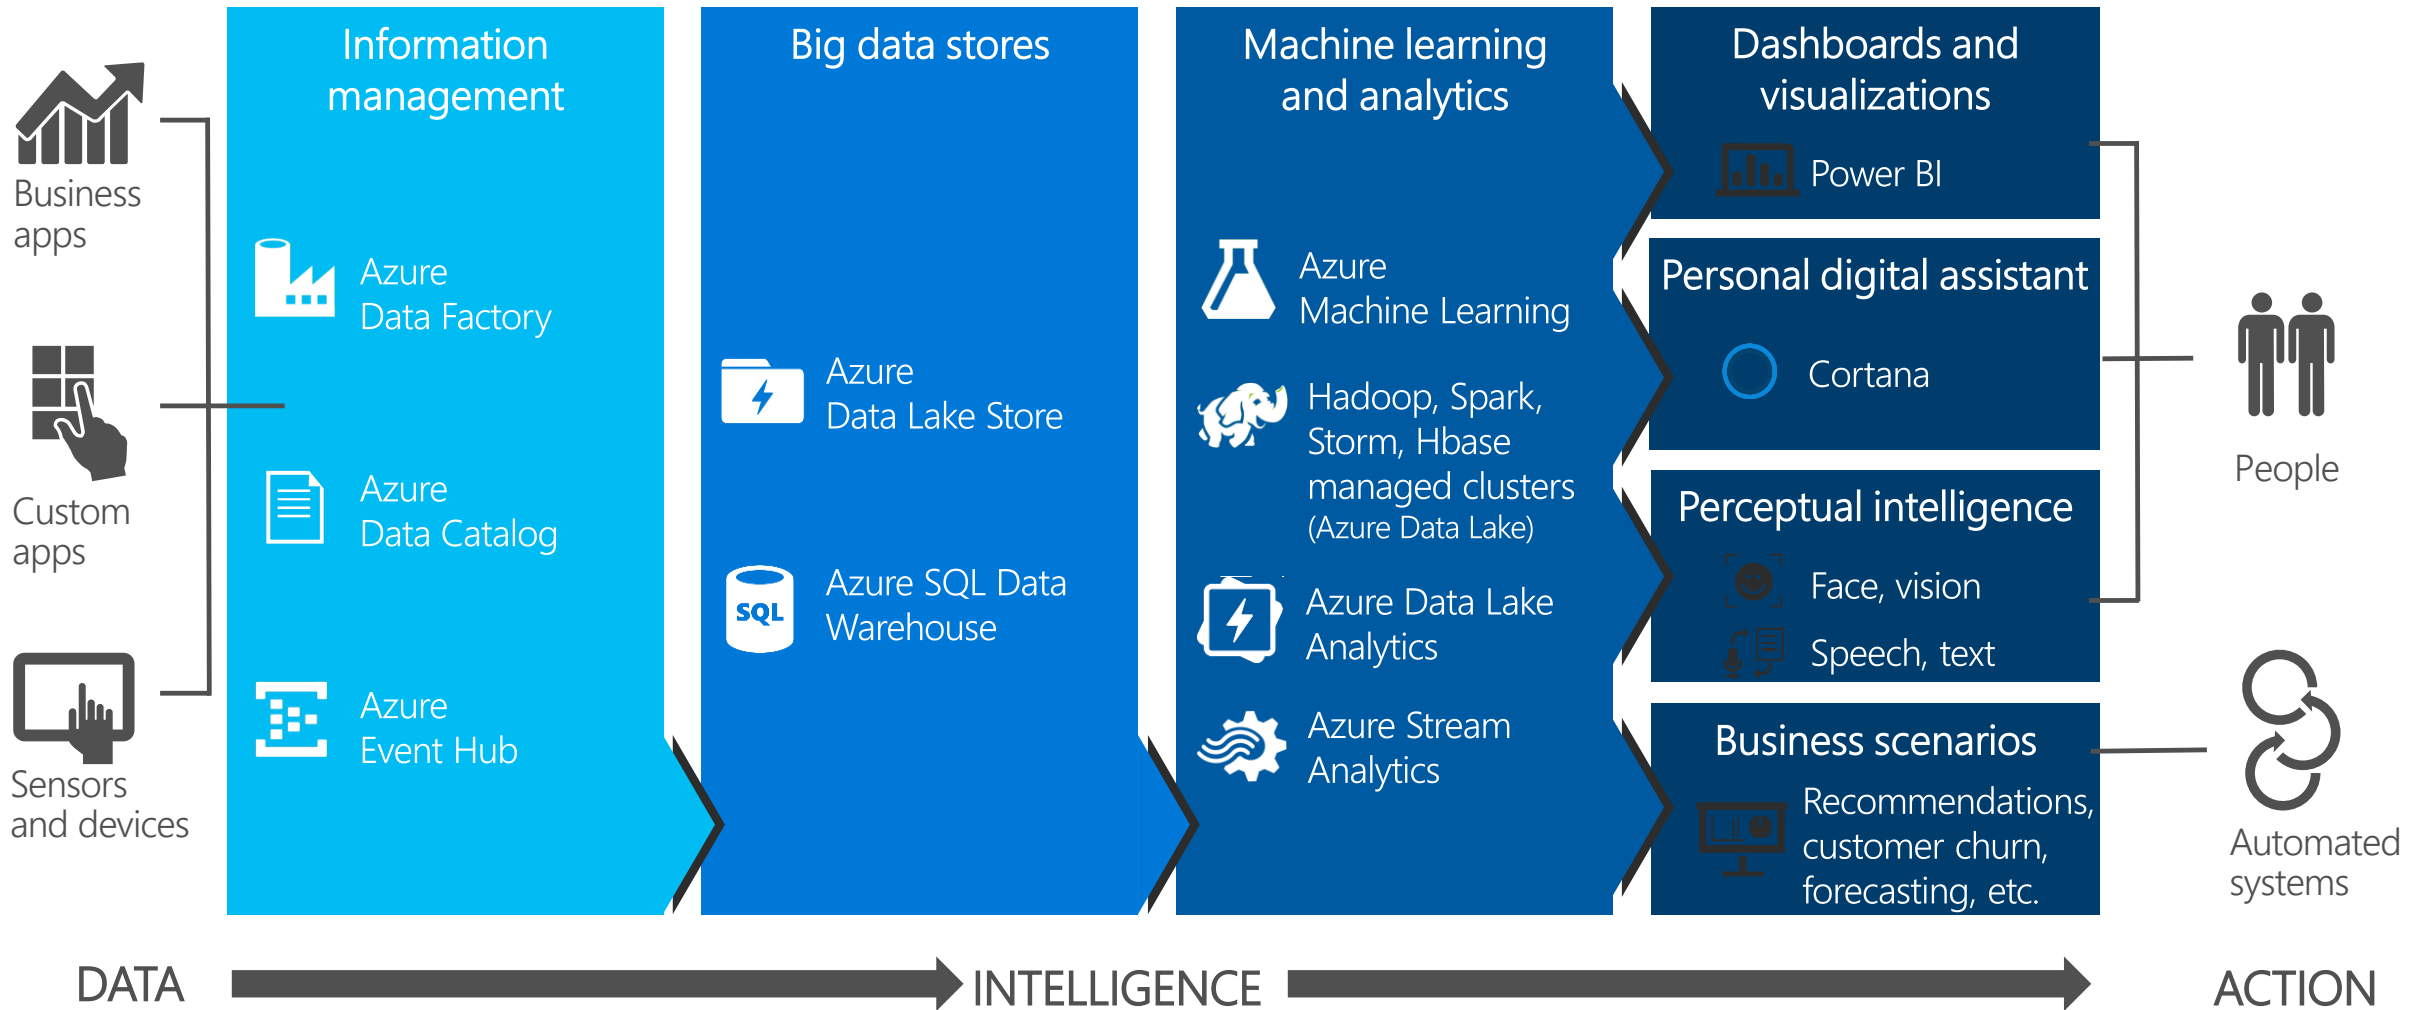 Business
apps
Custom
apps
Sensors
and devices
Information
management
Azure
Data Factory
Azure
Data Catalog
Azure
Event Hub
Big data stores
Azure
Data Lake Store
SQL
Azure SQL Data
Warehouse
Machine learning
and analytics
Azure
Machine Learning
Hadoop, Spark,
Storm, Hbase
managed clusters
(Azure Data Lake)
Azure Data Lake
Analytics
Azure Stream
Analytics
Dashboards and
visualizations
Power BI
Personal digital assistant
Cortana
Perceptual intelligence
Face, vision
Speech, text
Business scenarios
Recommendations,
customer churn,
forecasting, etc.
People
Automated
systems
DATA
INTELLIGENCE
ACTION